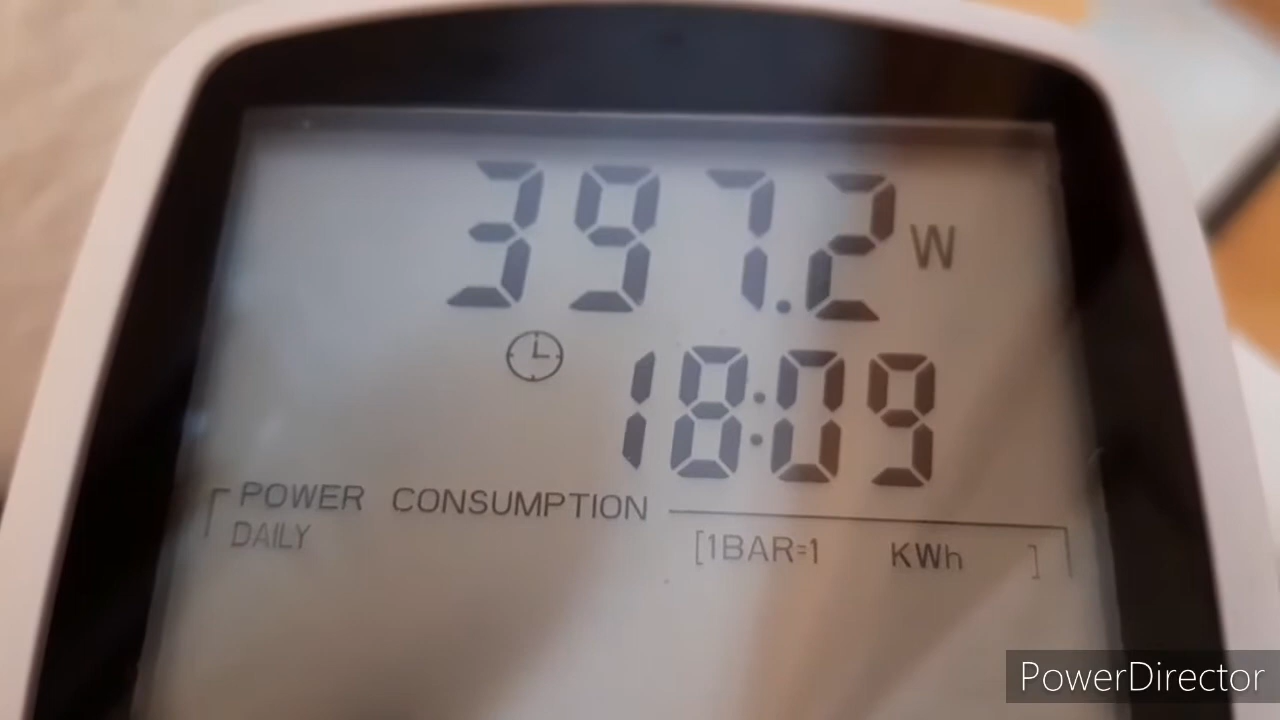 397.2 W
18:09
POWER CONSUMPTION
DAILY [1BAR=1 KWh ]
PowerDirector